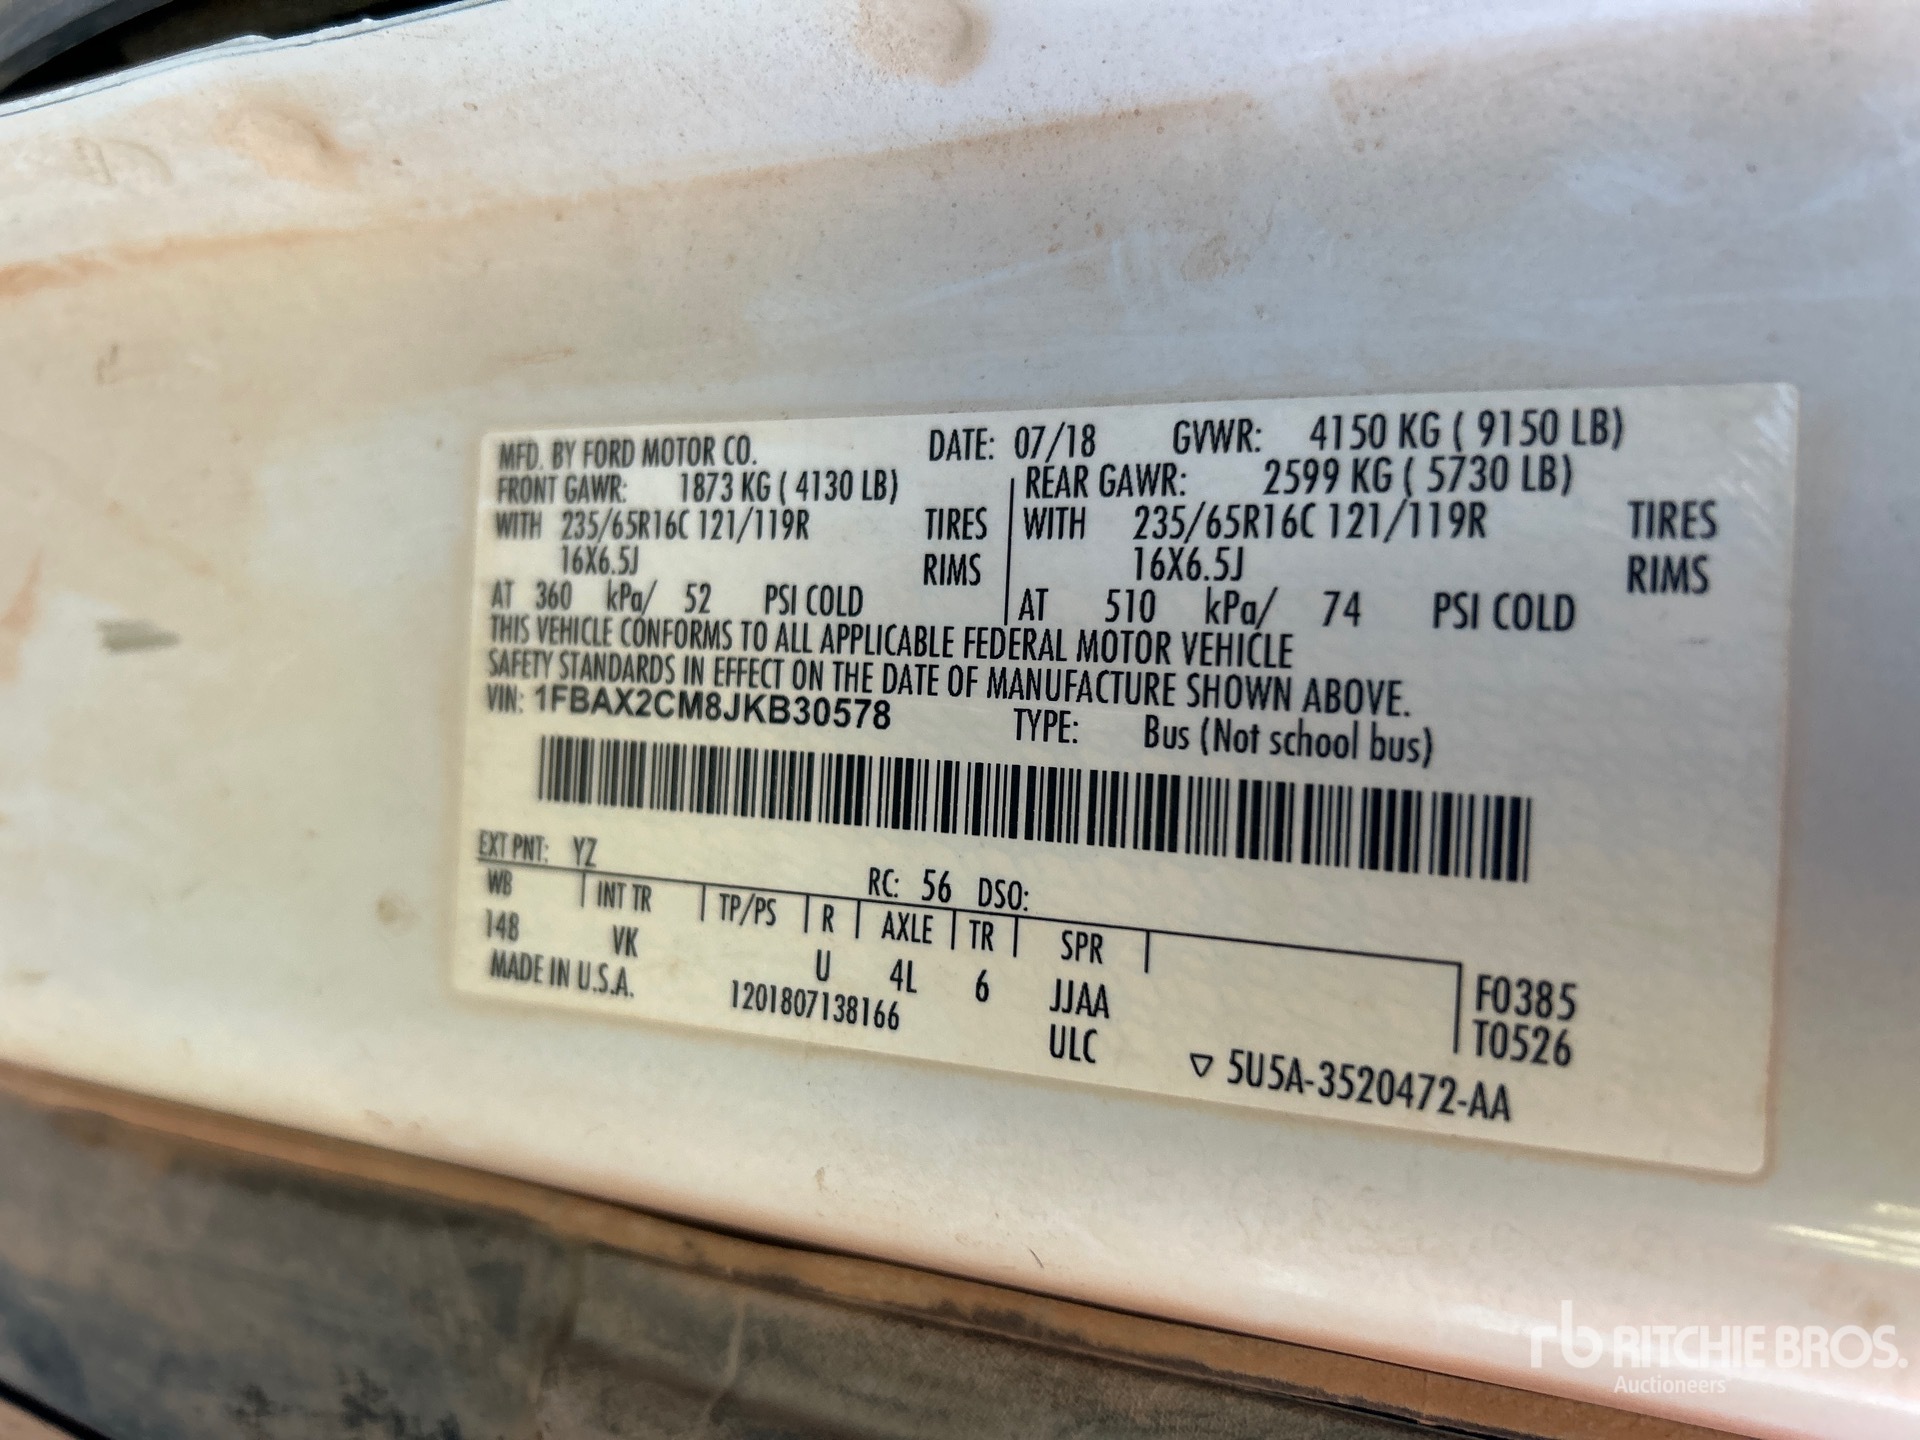 MFD. BY FORD MOTOR CO. DATE: 07/18 GVWR: 4150 KG ( 9150 LB)
FRONT GAWR: 1873 KG ( 4130 LB) REAR GAWR: 2599 KG ( 5730 LB)
WITH 235/65R16C 121/119R TIRES WITH 235/65R16C 121/119R TIRES
16X6.5J RIMS 16X6.5J RIMS
AT 360 kPa/ 52 PSI COLD AT 510 kPa/ 74 PSI COLD
THIS VEHICLE CONFORMS TO ALL APPLICABLE FEDERAL MOTOR VEHICLE
SAFETY STANDARDS IN EFFECT ON THE DATE OF MANUFACTURE SHOWN ABOVE.
VIN: 1FBAX2CM8JKB30578 TYPE: Bus (Not school bus)
EXT PNT: YZ RC: 56 DSO:
WB INT TR TP/PS R AXLE TR SPR
148 VK U 4L 6 JJAA F0385
MADE IN U.S.A. 1201807138166 ULC T0526
▽ 5U5A-3520472-AA
rb RITCHIE BROS.
Auctioneers